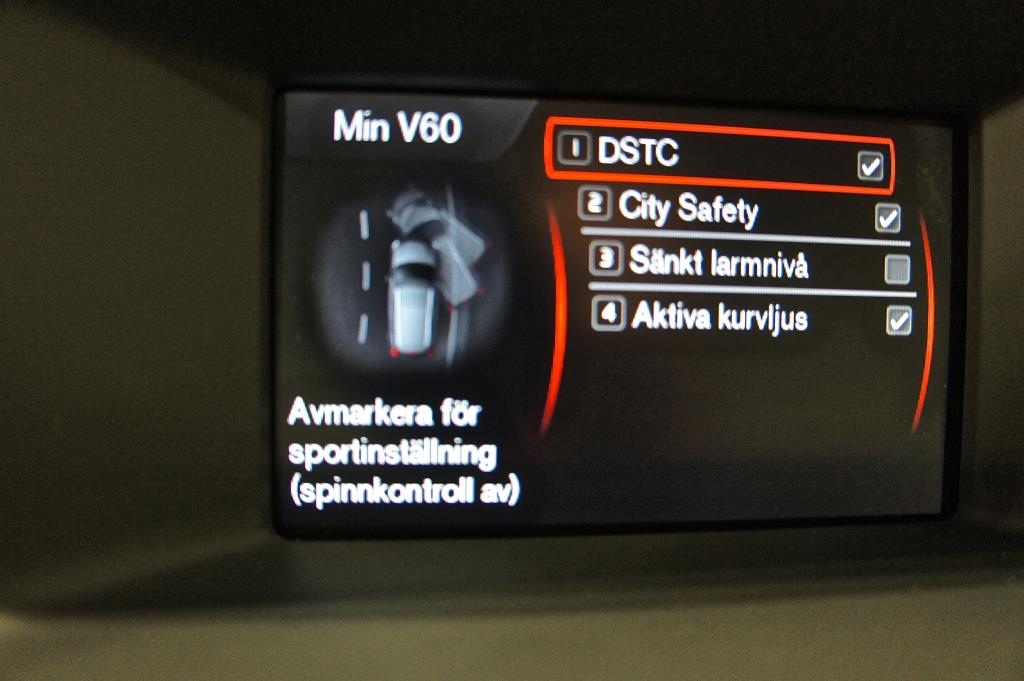 Min V60
1 DSTC
2 City Safety
3 Sänkt larmnivå
4 Aktiva kurvljus
Avmarkera för
sportinställning
(spinnkontroll av)